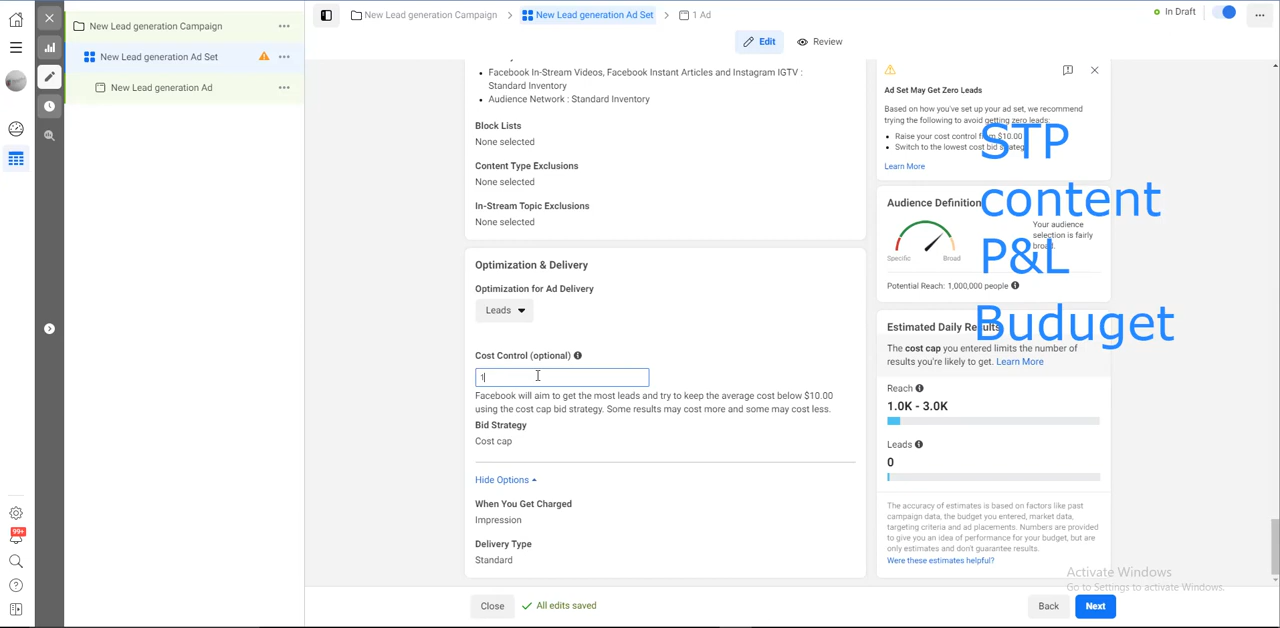 New Lead generation Campaign
New Lead generation Ad Set
New Lead generation Ad
99+
New Lead generation Campaign
New Lead generation Ad Set
1 Ad
In Draft
Edit
Review
Facebook In-Stream Videos, Facebook Instant Articles and Instagram IGTV :
Standard Inventory
Audience Network : Standard Inventory
Block Lists
None selected
Content Type Exclusions
None selected
In-Stream Topic Exclusions
None selected
Optimization & Delivery
Optimization for Ad Delivery
Leads
Cost Control (optional)
1
Facebook will aim to get the most leads and try to keep the average cost below $10.00
using the cost cap bid strategy. Some results may cost more and some may cost less.
Bid Strategy
Cost cap
Hide Options
When You Get Charged
Impression
Delivery Type
Standard
Close
All edits saved
Back
Next
Ad Set May Get Zero Leads
Based on how you've set up your ad set, we recommend
trying the following to avoid getting zero leads:
Raise your cost control from $10.00
Switch to the lowest cost bid strategy
Learn More
Audience Definition
Specific
Broad
Your audience
selection is fairly
broad.
Potential Reach: 1,000,000 people
Estimated Daily Results
The cost cap you entered limits the number of
results you're likely to get. Learn More
Reach
1.0K - 3.0K
Leads
0
The accuracy of estimates is based on factors like past
campaign data, the budget you entered, market data,
targeting criteria and ad placements. Numbers are provided
to give you an idea of performance for your budget, but are
only estimates and don't guarantee results.
Were these estimates helpful?
STP
content
P&L
Buduget
Activate Windows
Go to Settings to activate Windows.